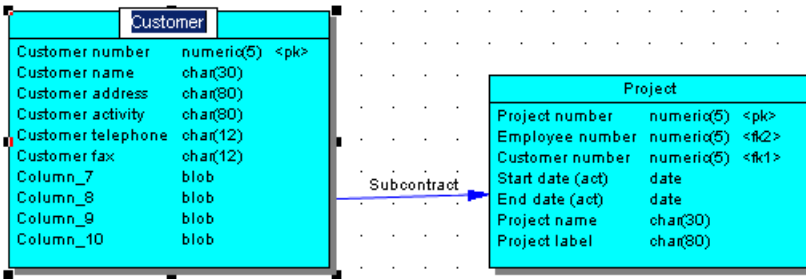 Customer
Customer number numeric(5) <pk>
Customer name char(30)
Customer address char(80)
Customer activity char(80)
Customer telephone char(12)
Customer fax char(12)
Column_7 blob
Column_8 blob
Column_9 blob
Column_10 blob
Subcontract
Project
Project number numeric(5) <pk>
Employee number numeric(5) <fk2>
Customer number numeric(5) <fk1>
Start date (act) date
End date (act) date
Project name char(30)
Project label char(80)